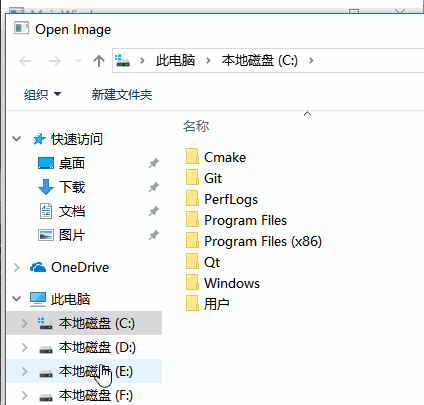 Open Image
此电脑 本地磁盘 (C:)
组织 新建文件夹
名称
快速访问
桌面
下载
文档
图片
OneDrive
此电脑
本地磁盘 (C:)
本地磁盘 (D:)
本地磁盘 (E:)
本地磁盘 (F:)
Cmake
Git
PerfLogs
Program Files
Program Files (x86)
Qt
Windows
用户